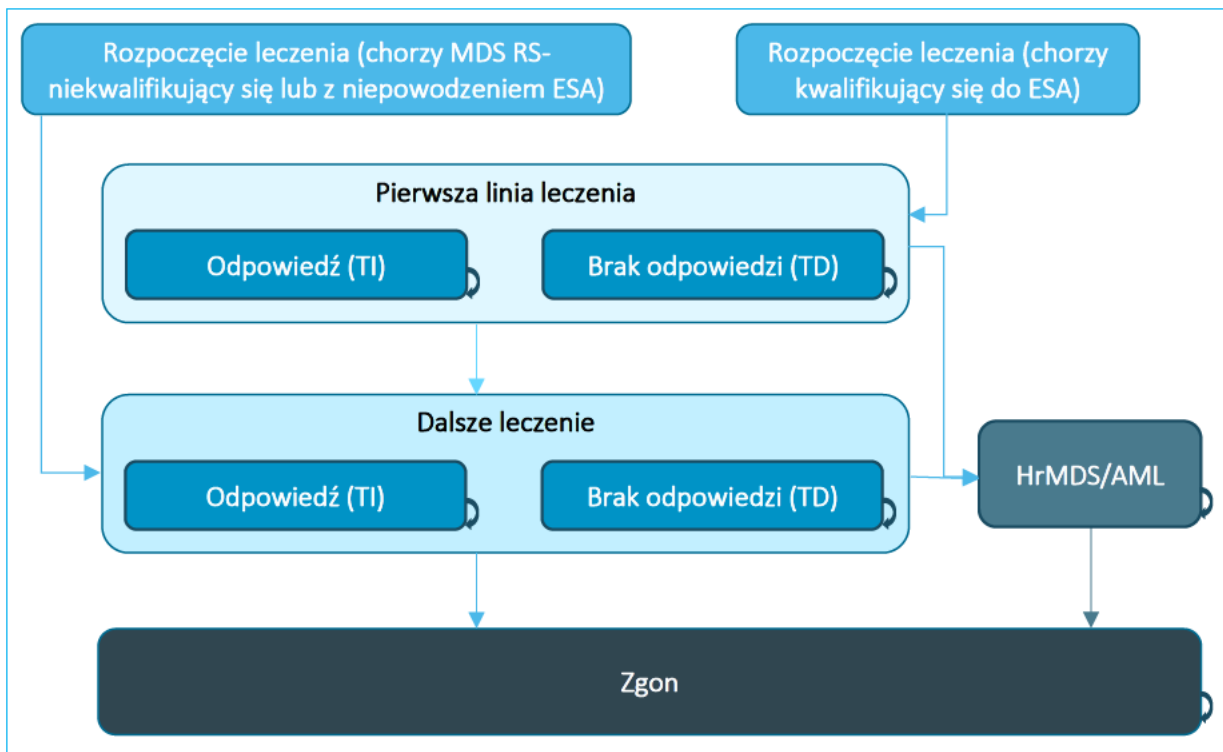 Rozpoczęcie leczenia (chorzy MDS RS-
niekwalifikujący się lub z niepowodzeniem ESA)
Rozpoczęcie leczenia (chorzy
kwalifikujący się do ESA)
Pierwsza linia leczenia
Odpowiedź (TI)
Brak odpowiedzi (TD)
Dalsze leczenie
Odpowiedź (TI)
Brak odpowiedzi (TD)
HrMDS/AML
Zgon